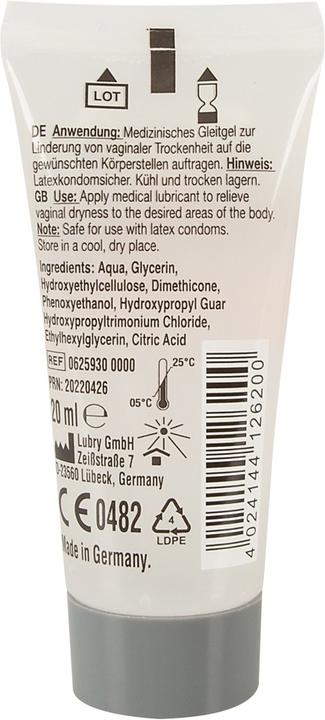 LOT
DE Anwendung: Medizinisches Gleitgel zur
Linderung von vaginaler Trockenheit auf die
gewünschten Körperstellen auftragen. Hinweis:
Latexkondomsicher. Kühl und trocken lagern.
GB Use: Apply medical lubricant to relieve
vaginal dryness to the desired areas of the body.
Note: Safe for use with latex condoms.
Store in a cool, dry place.
Ingredients: Aqua, Glycerin,
Hydroxyethylcellulose, Dimethicone,
Phenoxyethanol, Hydroxypropyl Guar
Hydroxypropyltrimonium Chloride,
Ethylhexylglycerin, Citric Acid
REF 0625930 0000
25°C
PRN: 20220426
05°C
20 ml e
Lubry GmbH
Zeißstraße 7
D-23560 Lübeck, Germany
CE 0482
4
LDPE
Made in Germany.
4 024144 126200